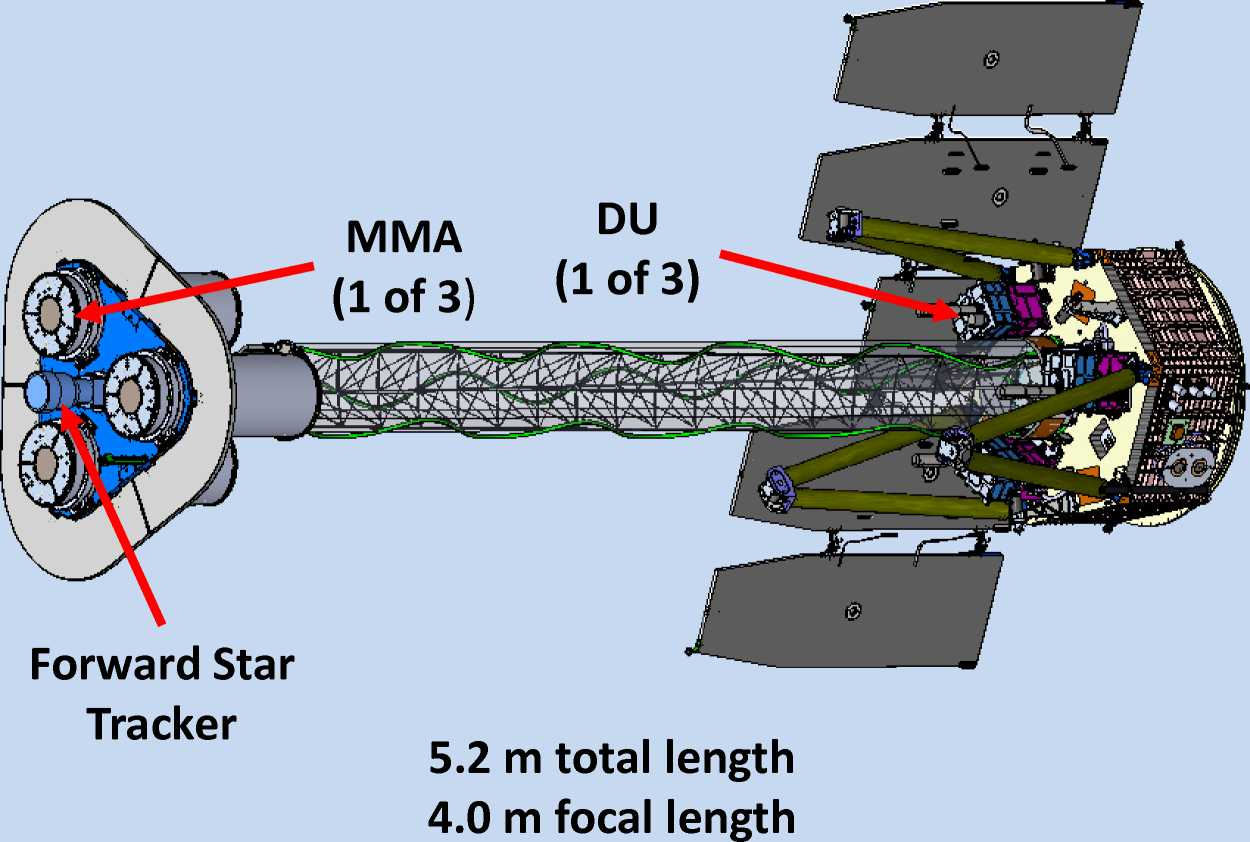 MMA
(1 of 3)
DU
(1 of 3)
Forward Star
Tracker
5.2 m total length
4.0 m focal length